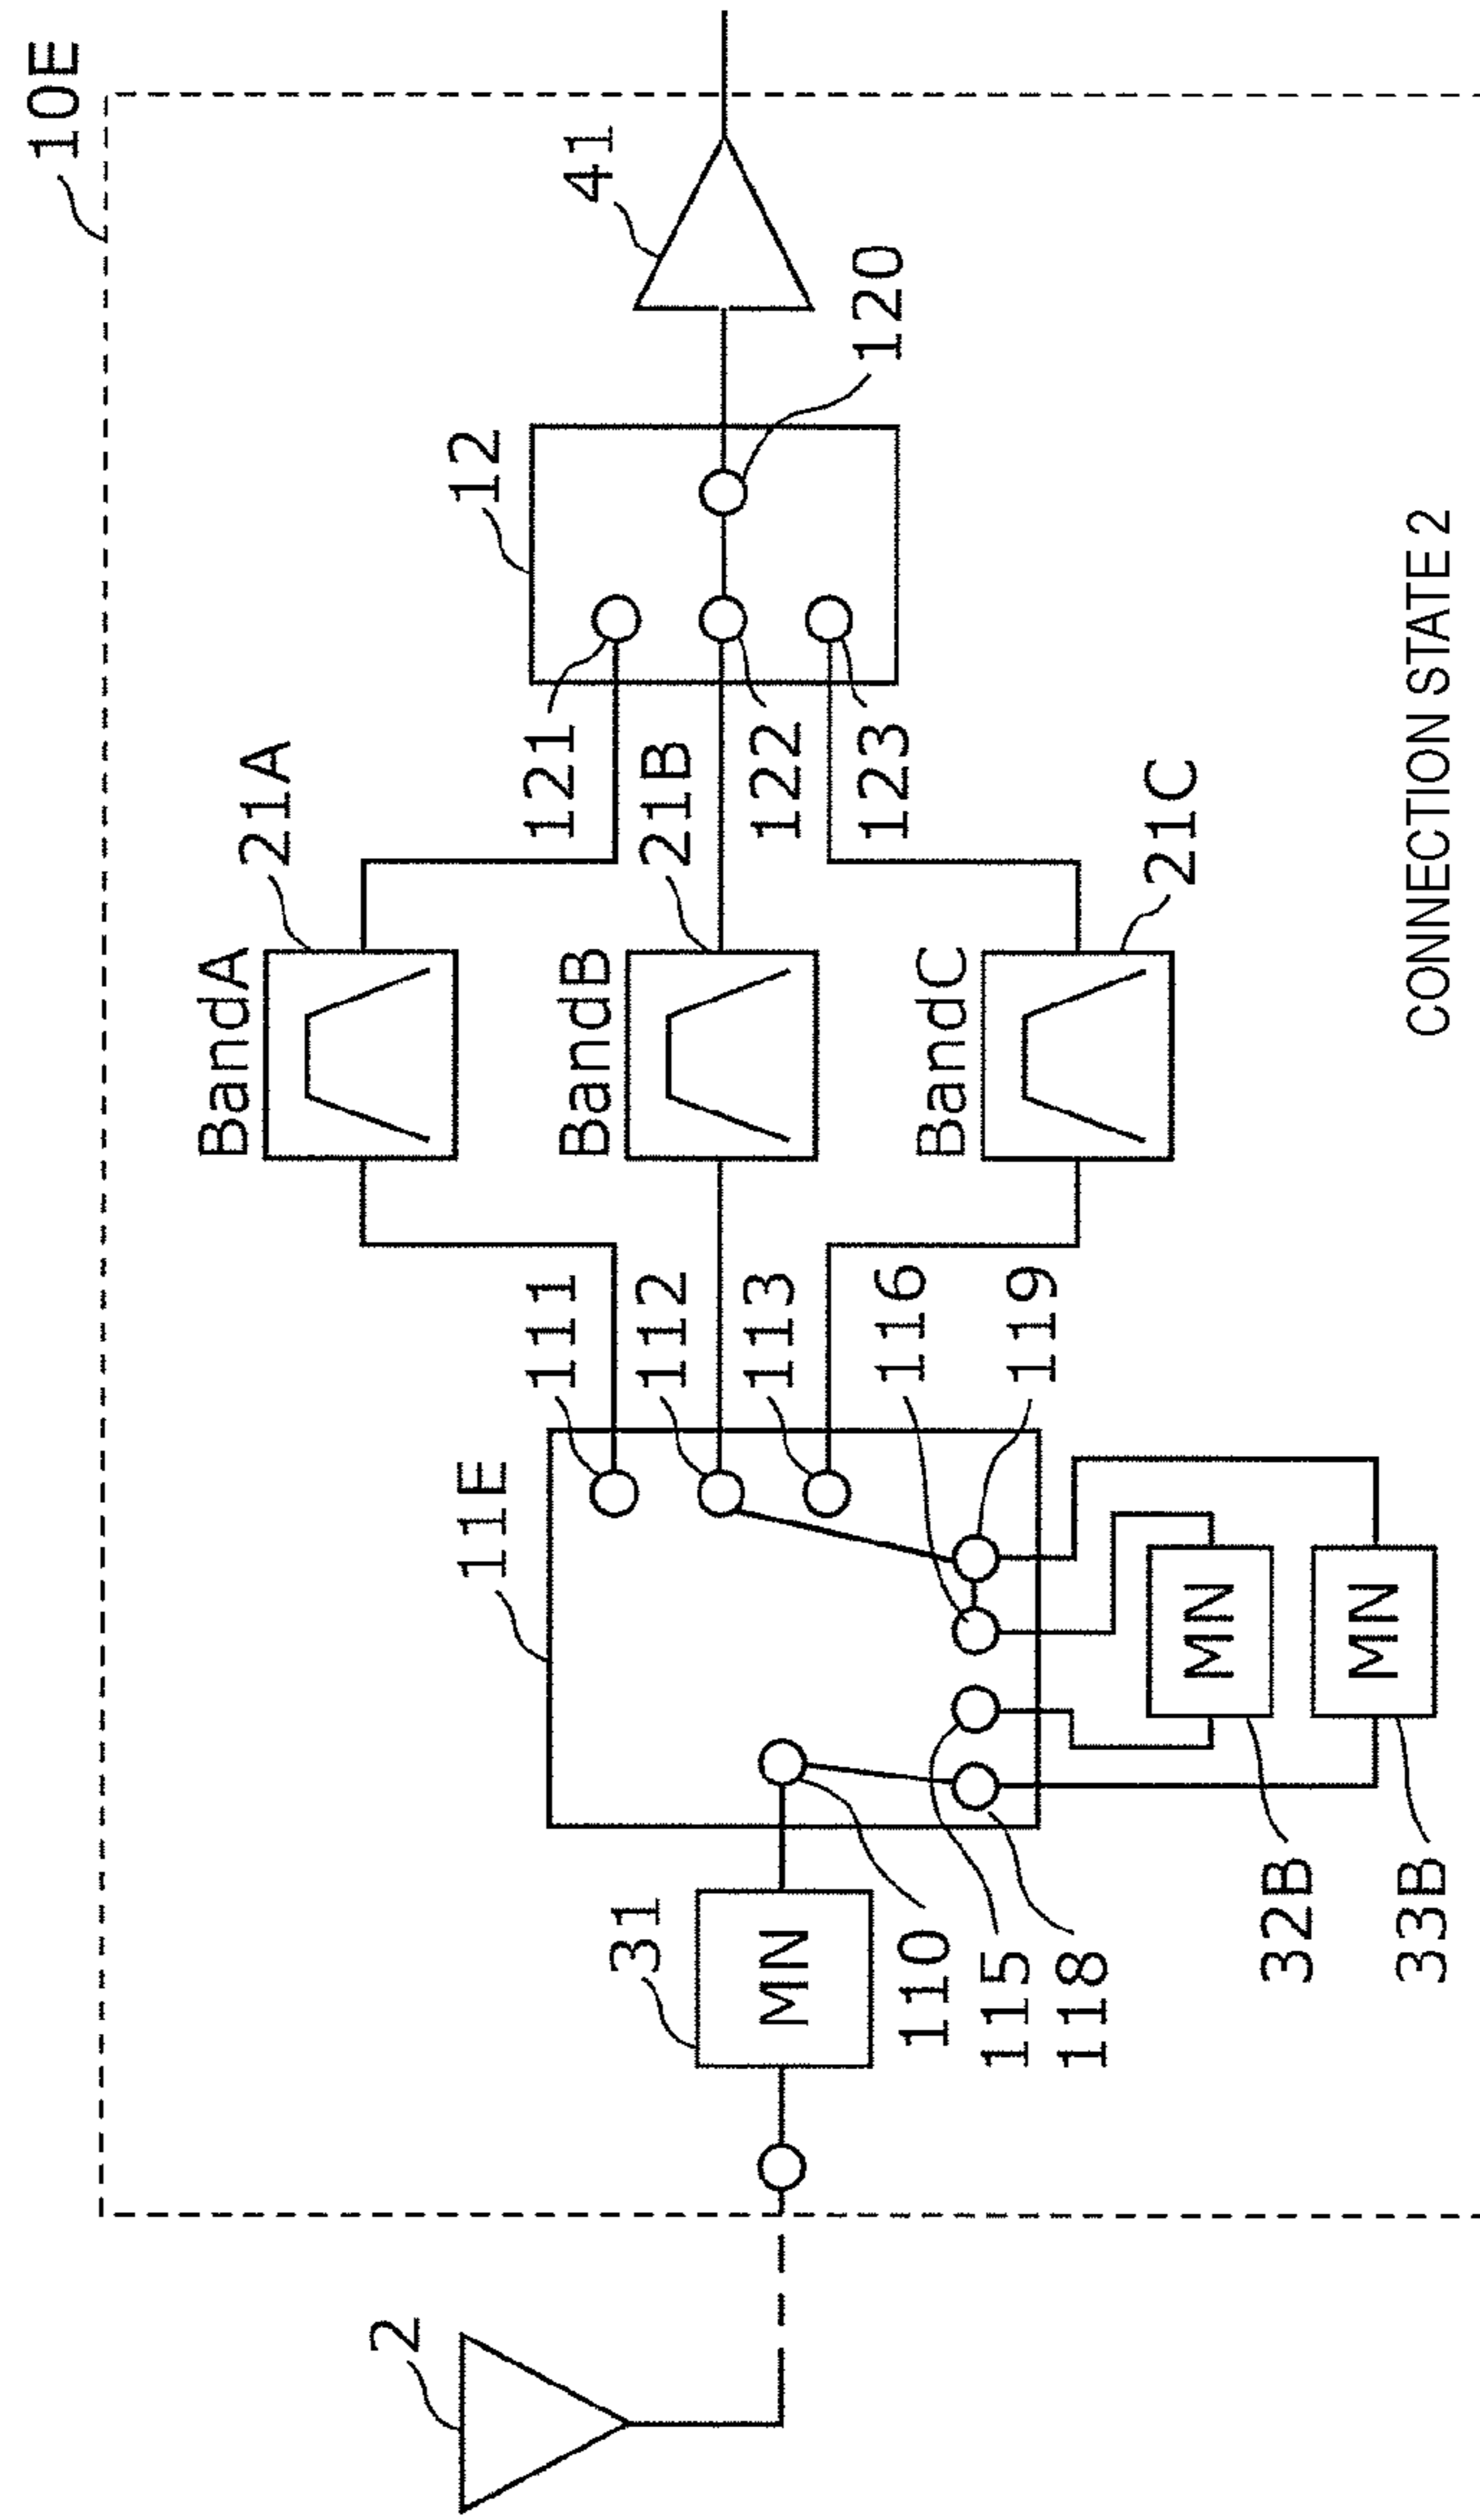 10E
41
12
120
21A
121
21B
122
123
21C
BandA
BandB
BandC
111
112
113
116
119
11E
MN
MN
31
MN
110
115
118
32B
33B
2
CONNECTION STATE 2